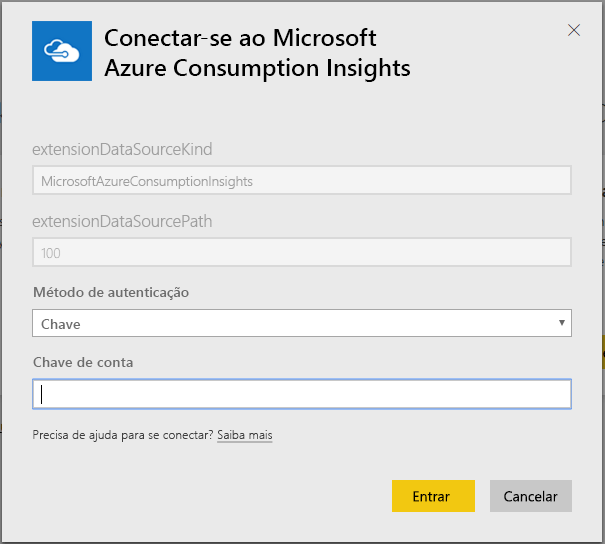 Conectar-se ao Microsoft
Azure Consumption Insights
extensionDataSourceKind
MicrosoftAzureConsumptionInsights
extensionDataSourcePath
100
Método de autenticação
Chave
Chave de conta
Precisa de ajuda para se conectar? Saiba mais
Entrar
Cancelar